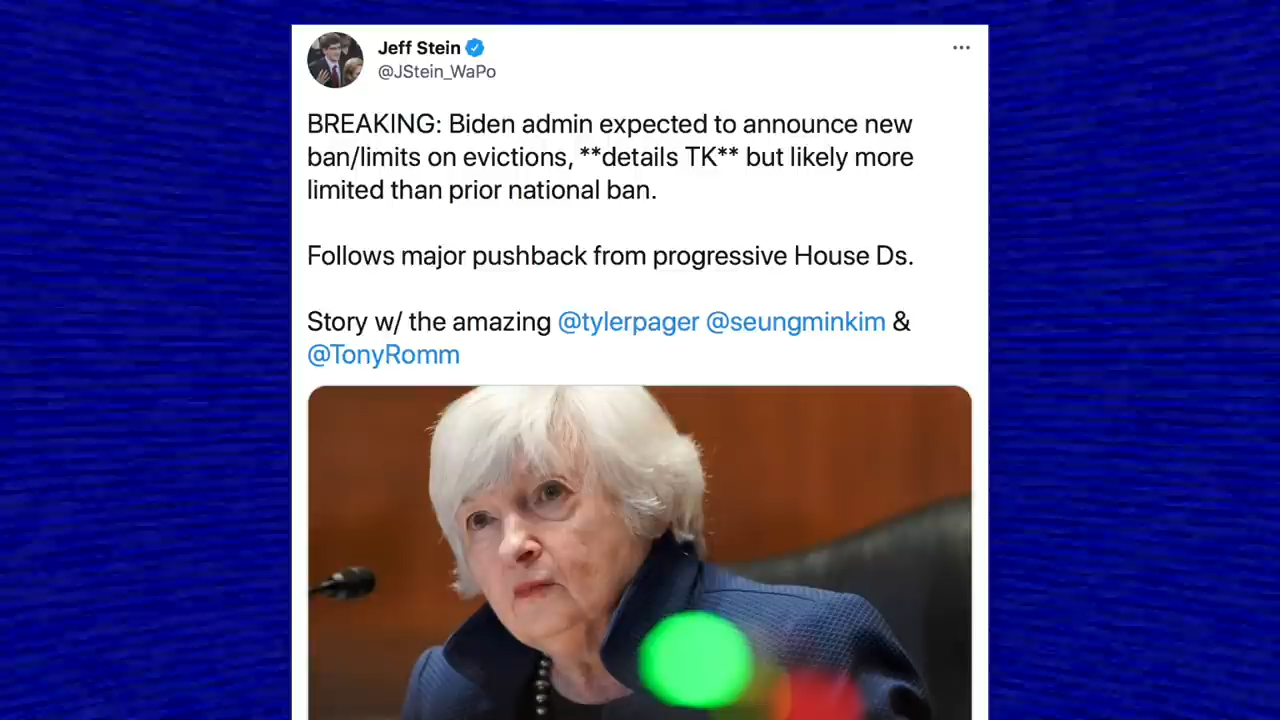 Jeff Stein
@JStein_WaPo
BREAKING: Biden admin expected to announce new
ban/limits on evictions, **details TK** but likely more
limited than prior national ban.
Follows major pushback from progressive House Ds.
Story w/ the amazing @tylerpager @seungminkim &
@TonyRomm